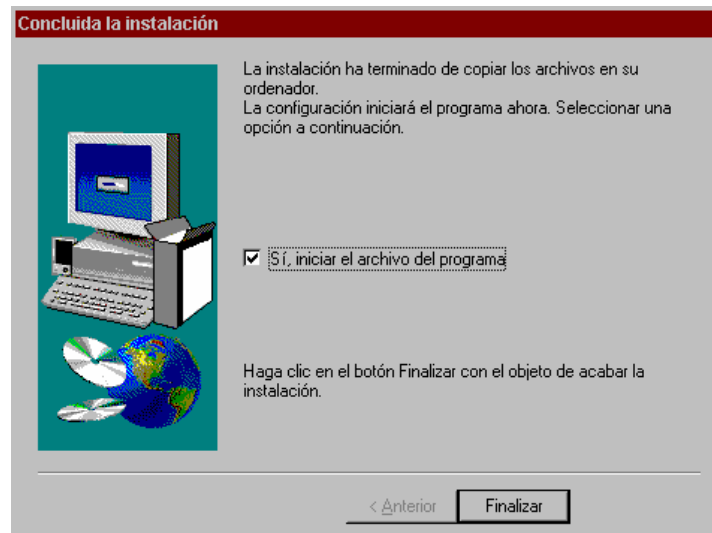 Concluida la instalación
La instalación ha terminado de copiar los archivos en su
ordenador.
La configuración iniciará el programa ahora. Seleccionar una
opción a continuación.
Sí, iniciar el archivo del programa
Haga clic en el botón Finalizar con el objeto de acabar la
instalación.
< Anterior
Finalizar